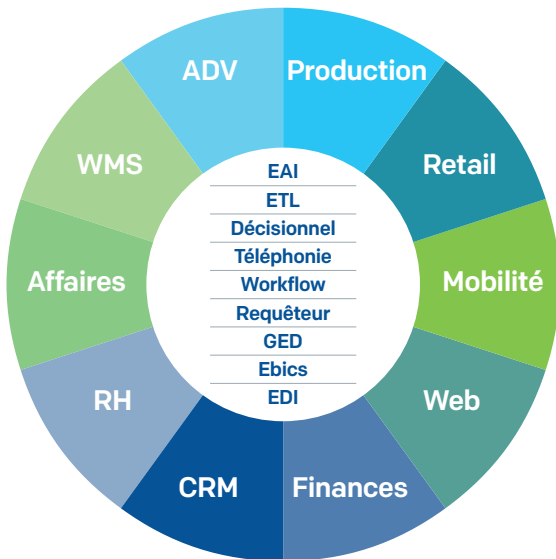 ADV
Production
WMS
Retail
Affaires
Mobilité
RH
Web
CRM
Finances
EAI
ETL
Décisionnel
Téléphonie
Workflow
Requêteur
GED
Ebics
EDI